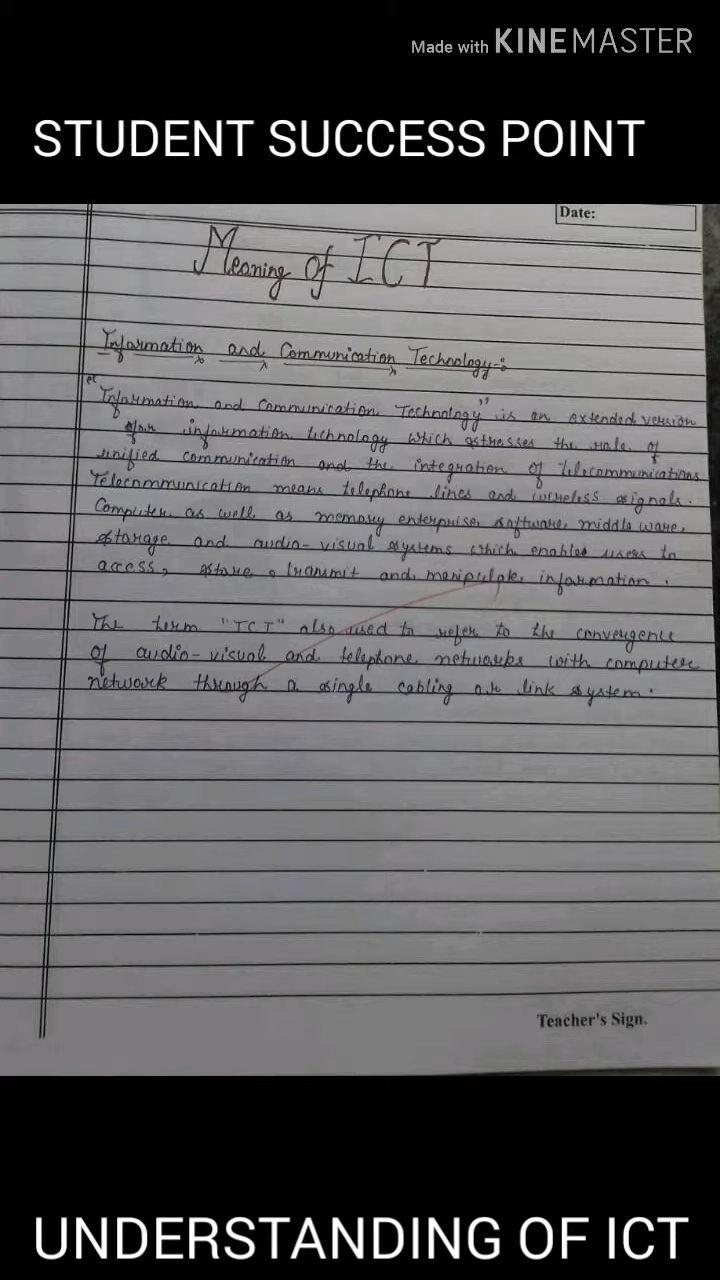 Made with KINEMASTER
STUDENT SUCCESS POINT
Date:
Meaning of ICT
Information and Communication Technology:-
"Information and Communication Technology" is an extended version
for information technology which stresses the role of
unified communication and the integration of telecommunications
Telecommunication means telephone lines and wireless signals.
Computer as well as memory enterprise software, middle ware,
storage and audio-visual systems which enables users to
access, store, transmit and manipulate information.
The term "ICT" also used to refer to the convergence
of audio-visual and telephone networks with computer
network through a single cabling or link system.
Teacher's Sign.
UNDERSTANDING OF ICT